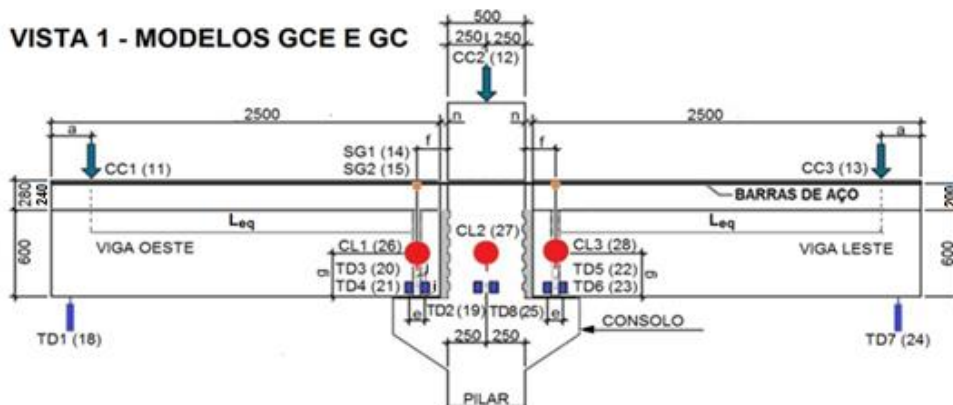 VISTA 1 - MODELOS GCE E GC
500
250 250
CC2 (12)
2500
n n
2500
a
f
f
a
CC1 (11)
SG1 (14)
SG2 (15)
CC3 (13)
280
240
BARRAS DE AÇO
200
Leq
Leq
600
VIGA OESTE
CL1 (26)
CL2 (27)
CL3 (28)
VIGA LESTE
600
g
TD3 (20)
TD5 (22)
g
TD4 (21)
TD6 (23)
e
TD2 (19)
TD8 (25)
e
CONSOLO
TD1 (18)
250 250
TD7 (24)
PILAR